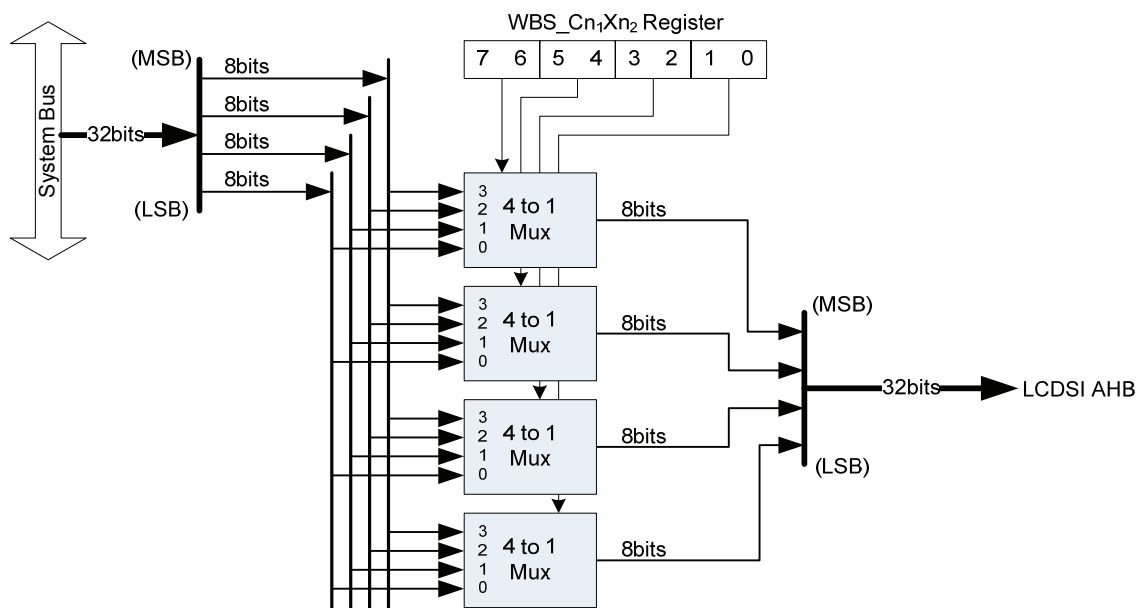 WBS_Cn₁Xn₂ Register
7 6 5 4 3 2 1 0
System Bus
32bits
(MSB)
8bits
8bits
8bits
8bits
(LSB)
3
2
1
0
4 to 1
Mux
8bits
3
2
1
0
4 to 1
Mux
8bits
3
2
1
0
4 to 1
Mux
8bits
3
2
1
0
4 to 1
Mux
8bits
(MSB)
32bits
LCDSI AHB
(LSB)